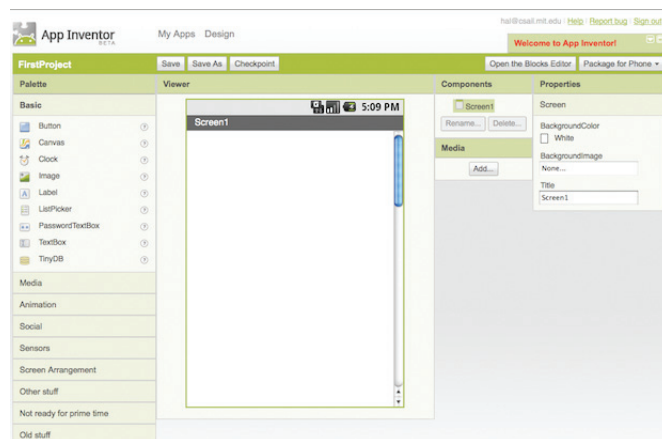 hal@csail.mit.edu | Help | Report bug | Sign out
App Inventor
BETA
My Apps Design
Welcome to App Inventor!
FirstProject
Save
Save As
Checkpoint
Open the Blocks Editor
Package for Phone
Palette
Viewer
Components
Properties
Basic
Button
Canvas
Clock
Image
Label
ListPicker
PasswordTextBox
TextBox
TinyDB
Media
Animation
Social
Sensors
Screen Arrangement
Other stuff
Not ready for prime time
Old stuff
5:09 PM
Screen1
Screen1
Rename...
Delete...
Media
Add...
Screen
BackgroundColor
White
BackgroundImage
None...
Title
Screen1